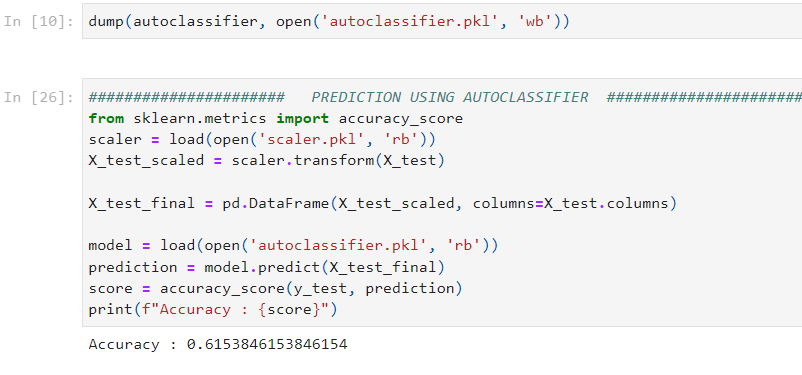 In [10]: dump(autoclassifier, open('autoclassifier.pkl', 'wb'))
In [26]: ###################### PREDICTION USING AUTOCLASSIFIER ######################
from sklearn.metrics import accuracy_score
scaler = load(open('scaler.pkl', 'rb'))
X_test_scaled = scaler.transform(X_test)
X_test_final = pd.DataFrame(X_test_scaled, columns=X_test.columns)
model = load(open('autoclassifier.pkl', 'rb'))
prediction = model.predict(X_test_final)
score = accuracy_score(y_test, prediction)
print(f"Accuracy : {score}")
Accuracy : 0.6153846153846154